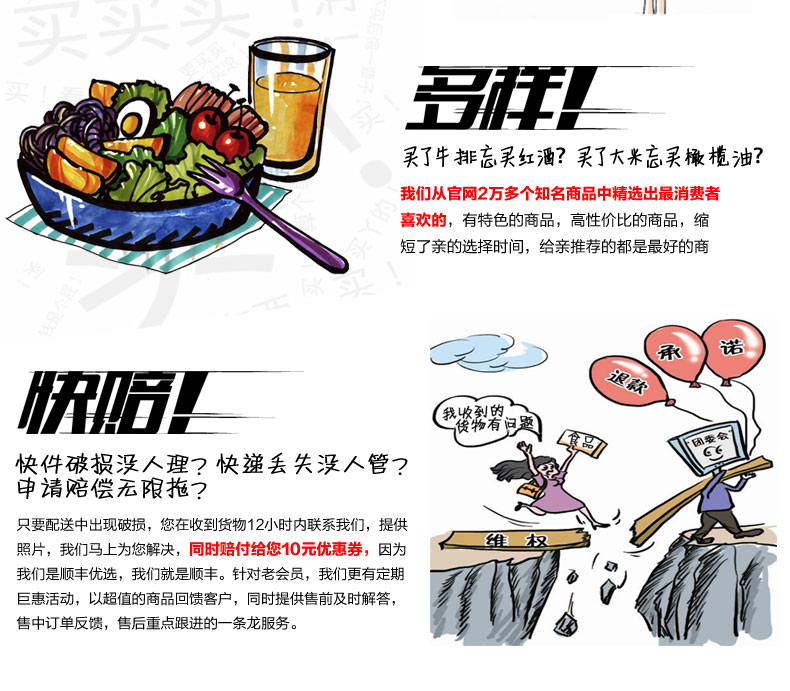 买买买
多样！
买了牛排忘买红酒？买了大米忘买橄榄油？
我们从官网2万多个知名商品中精选出最消费者
喜欢的，有特色的商品，高性价比的商品，缩
短了亲的选择时间，给亲推荐的都是最好的商
快赔！
快件破损没人理？快递丢失没人管？
申请赔偿无限拖？
只要配送中出现破损，您在收到货物12小时内联系我们，提供
照片，我们马上为您解决，同时赔付给您10元优惠券，因为
我们是顺丰优选，我们就是顺丰。针对老会员，我们更有定期
巨惠活动，以超值的商品回馈客户，同时提供售前及时解答，
售中订单反馈，售后重点跟进的一条龙服务。
退款
承
诺
我收到的
货物有问题
食品
“团委会”
维权